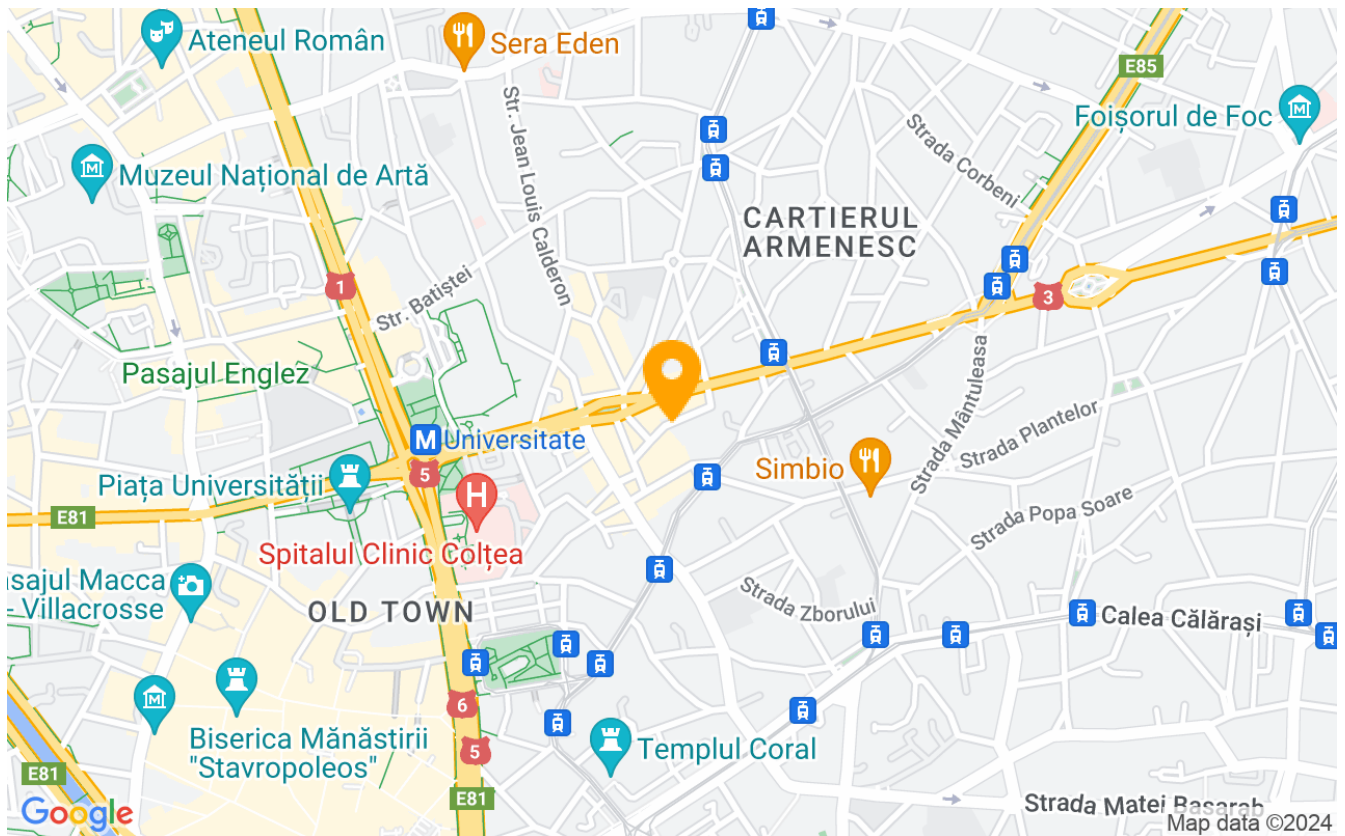 Ateneul Român
Sera Eden
E85
Foișorul de Foc
Str. Jean Louis Calderon
Strada Corbeni
Muzeul Național de Artă
CARTIERUL
ARMENESC
1
Str. Batiștei
3
Pasajul Englez
Strada Mântuleasa
Strada Plantelor
M Universitate
5
Simbio
Piața Universității
H
E81
Strada Popa Soare
Spitalul Clinic Colțea
asajul Macca
- Villacrosse
OLD TOWN
Strada Zborului
Calea Călărași
6
Biserica Mănăstirii
"Stavropoleos"
5
Templul Coral
E81
E81
Google
Strada Matei Basarab
Map data ©2024